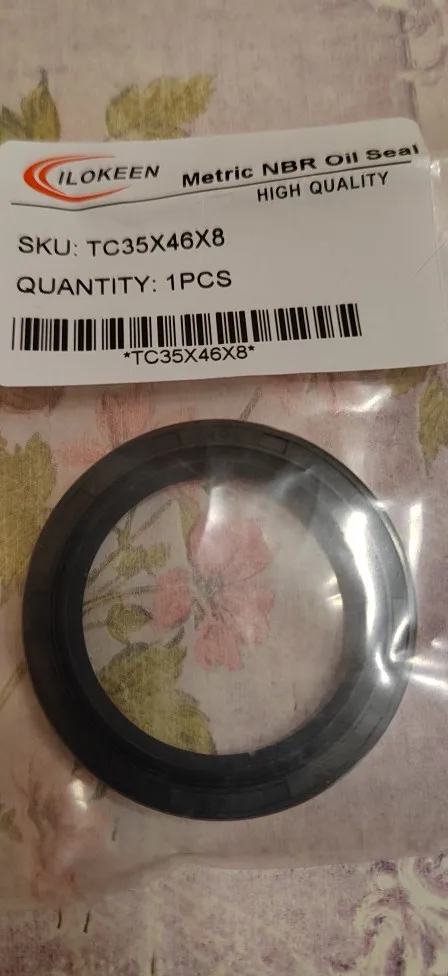 ILOKEEN Metric NBR Oil Seal
HIGH QUALITY
SKU: TC35X46X8
QUANTITY: 1PCS
*TC35X46X8*